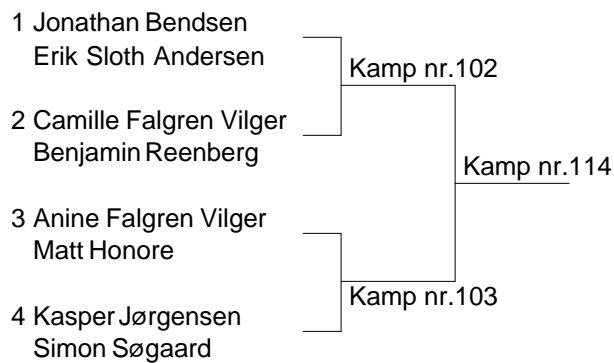 1 Jonathan Bendsen
Erik Sloth Andersen
Kamp nr.102
2 Camille Falgren Vilger
Benjamin Reenberg
Kamp nr.114
3 Anine Falgren Vilger
Matt Honore
Kamp nr.103
4 Kasper Jørgensen
Simon Søgaard